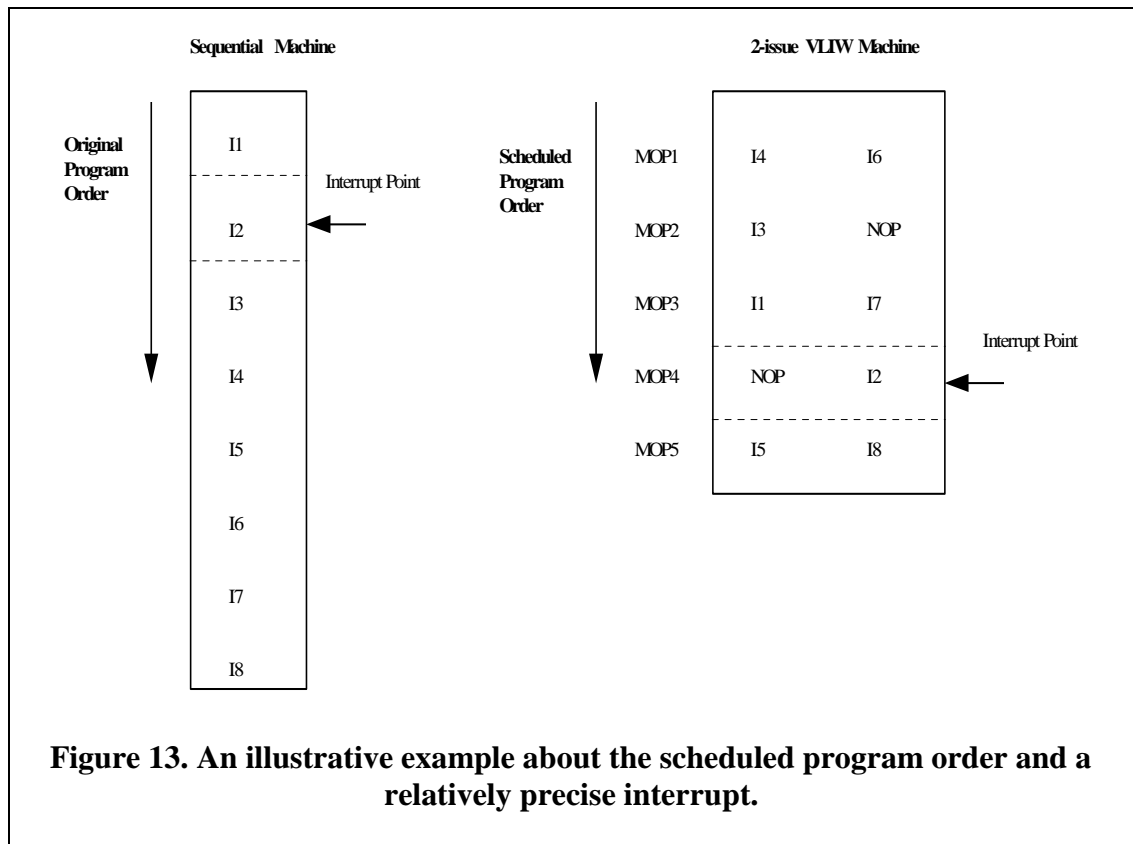 Sequential Machine
Original
Program
Order
I1
Interrupt Point
I2
I3
I4
I5
I6
I7
I8
2-issue VLIW Machine
Scheduled
Program
Order
MOP1 I4 I6
MOP2 I3 NOP
MOP3 I1 I7
Interrupt Point
MOP4 NOP I2
MOP5 I5 I8
Figure 13. An illustrative example about the scheduled program order and a
relatively precise interrupt.